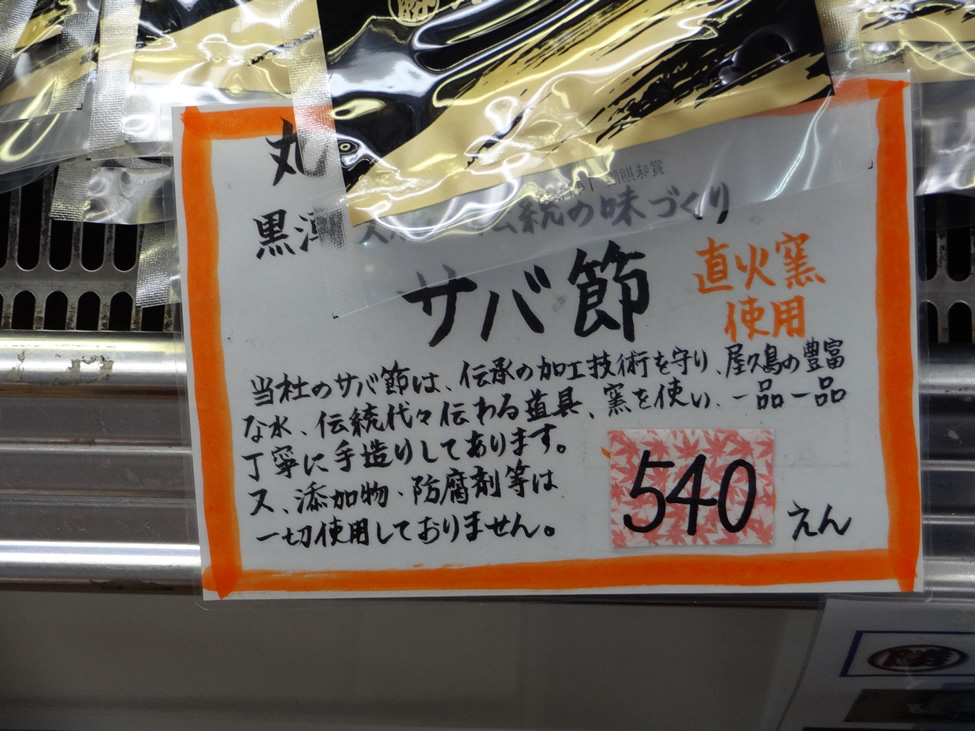 丸
黒潮
伝統の味づくり
サバ節
直火窯
使用
当社のサバ節は、伝承の加工技術を守り、屋久島の豊富
な水、伝統代々伝わる道具、窯を使い、一品一品
丁寧に手造りしてあります。
又、添加物・防腐剤等は
一切使用しておりません。
540
えん